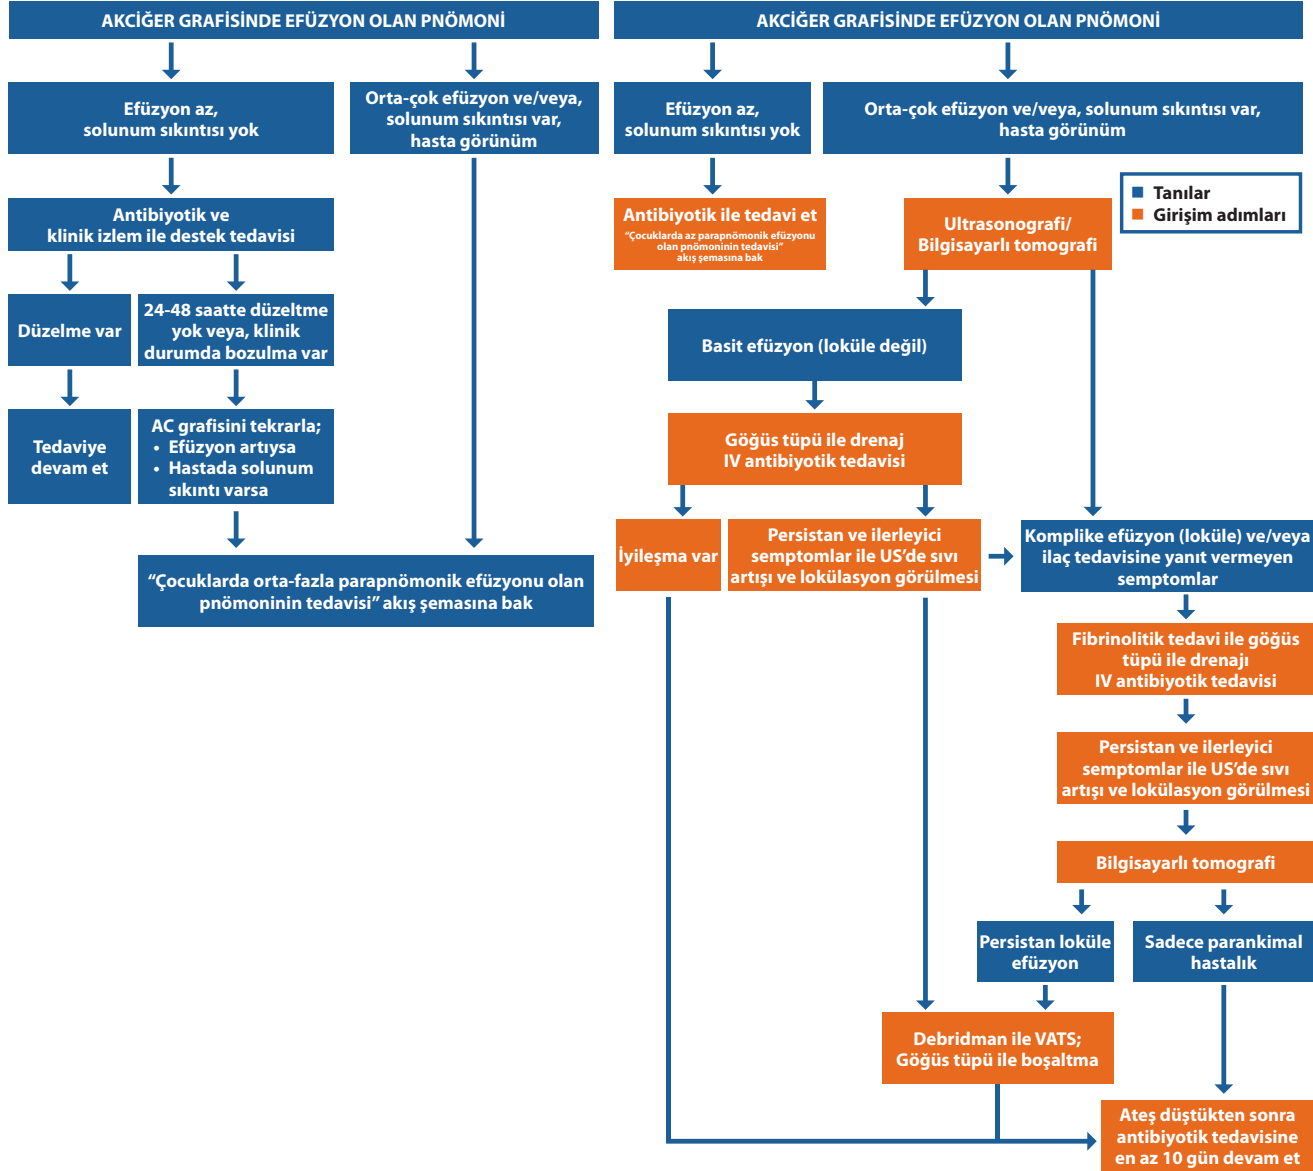 AKCİĞER GRAFİSİNDE EFÜZYON OLAN PNÖMONİ
Efüzyon az,
solunum sıkıntısı yok
Orta-çok efüzyon ve/veya,
solunum sıkıntısı var,
hasta görünüm
Antibiyotik ve
klinik izlem ile destek tedavisi
Düzelme var
24-48 saatte düzeltme
yok veya, klinik
durumda bozulma var
Tedaviye
devam et
AC grafisini tekrarla;
• Efüzyon artıysa
• Hastada solunum
sıkıntı varsa
“Çocuklarda orta-fazla parapnömonik efüzyonu olan
pnömoninin tedavisi” akış şemasına bak
AKCİĞER GRAFİSİNDE EFÜZYON OLAN PNÖMONİ
Efüzyon az,
solunum sıkıntısı yok
Orta-çok efüzyon ve/veya, solunum sıkıntısı var,
hasta görünüm
Tanılar
Girişim adımları
Antibiyotik ile tedavi et
“Çocuklarda az parapnömonik efüzyonu
olan pnömoninin tedavisi”
akış şemasına bak
Ultrasonografi/
Bilgisayarlı tomografi
Basit efüzyon (loküle değil)
Göğüs tüpü ile drenaj
IV antibiyotik tedavisi
İyileşma var
Persistan ve ilerleyici
semptomlar ile US’de sıvı
artışı ve lokülasyon görülmesi
Komplike efüzyon (loküle) ve/veya
ilaç tedavisine yanıt vermeyen
semptomlar
Fibrinolitik tedavi ile göğüs
tüpü ile drenajı
IV antibiyotik tedavisi
Persistan ve ilerleyici
semptomlar ile US’de sıvı
artışı ve lokülasyon görülmesi
Bilgisayarlı tomografi
Persistan loküle
efüzyon
Sadece parankimal
hastalık
Debridman ile VATS;
Göğüs tüpü ile boşaltma
Ateş düştükten sonra
antibiyotik tedavisine
en az 10 gün devam et